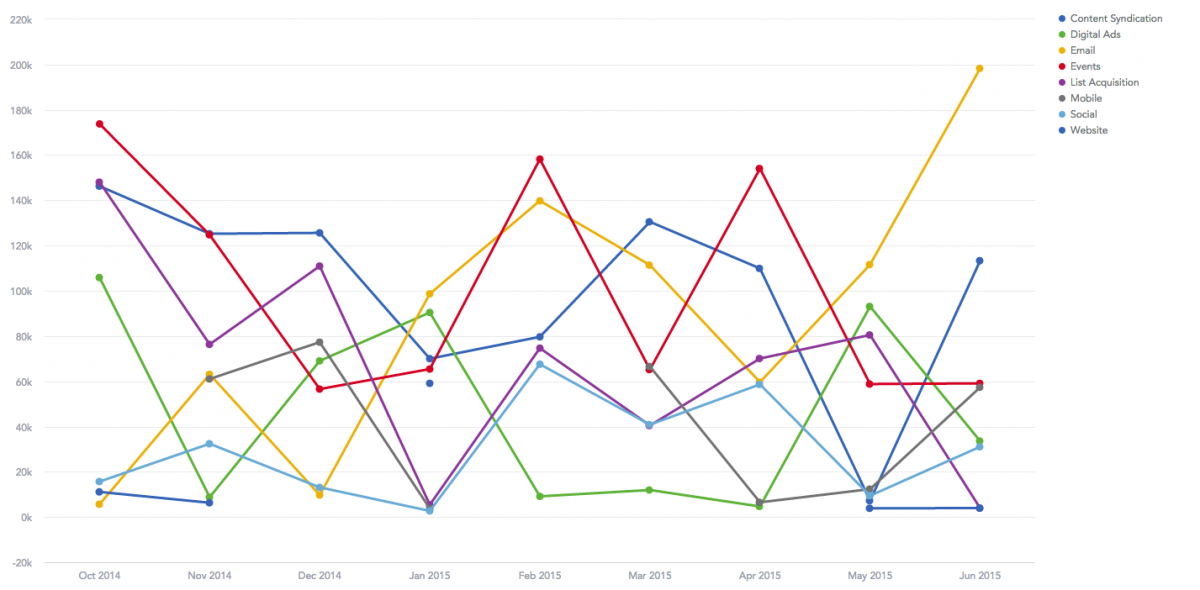 220k
200k
180k
160k
140k
120k
100k
80k
60k
40k
20k
0k
-20k
Oct 2014 Nov 2014 Dec 2014 Jan 2015 Feb 2015 Mar 2015 Apr 2015 May 2015 Jun 2015
Content Syndication
Digital Ads
Email
Events
List Acquisition
Mobile
Social
Website